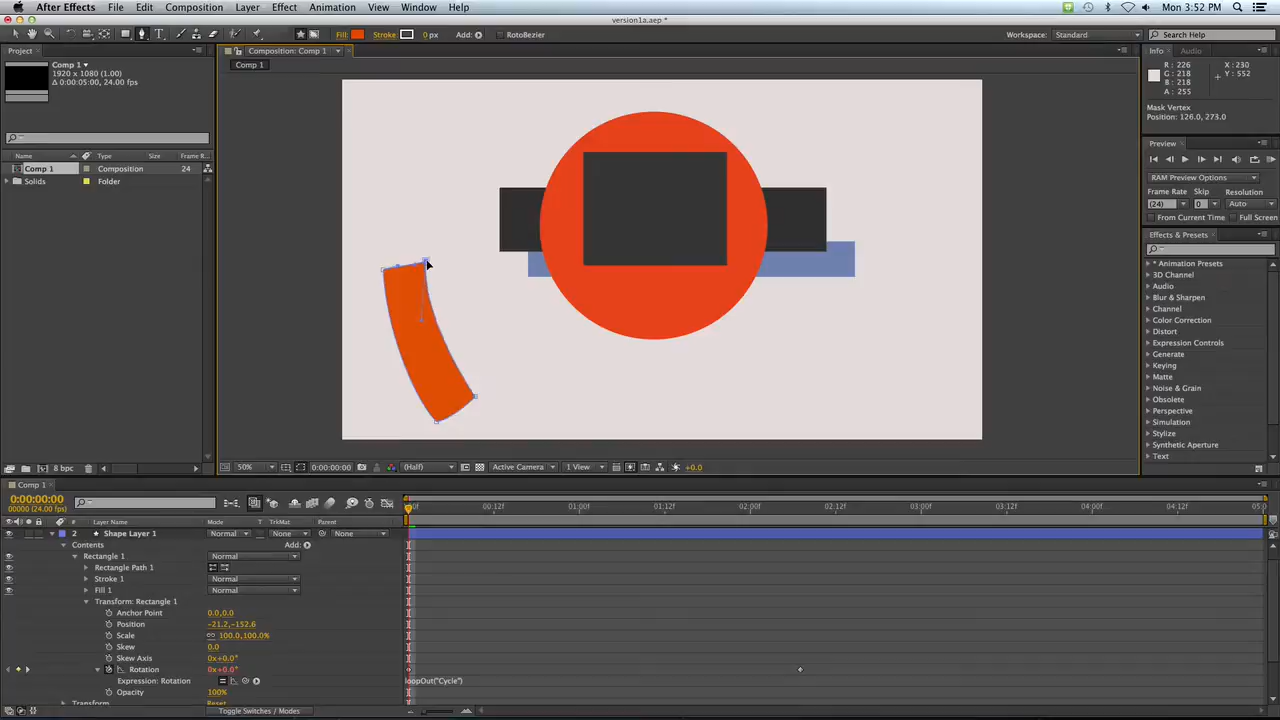 After Effects File Edit Composition Layer Effect Animation View Window Help Mon 3:52 PM
version1a.aep *
Fill: Stroke: 0 px Add: RotoBezier Workspace: Standard Search Help
Project Composition: Comp 1 Info Audio
Comp 1
1920 x 1080 (1.00)
Δ 0:00:05:00, 24.00 fps
Comp 1
R: 226 X: 230
G: 218 Y: 552
B: 218
A: 255
Mask Vertex
Position: 126.0, 273.0
Name Type Size Frame R..
Comp 1 Composition 24
Solids Folder
Preview
RAM Preview Options
Frame Rate Skip Resolution
(24) 0 Auto
From Current Time Full Screen
Effects & Presets
* Animation Presets
3D Channel
Audio
Blur & Sharpen
Channel
Color Correction
Distort
Expression Controls
Generate
Keying
Matte
Noise & Grain
Obsolete
Perspective
Simulation
Stylize
Synthetic Aperture
Text
8 bpc 50% 0:00:00:00 (Half) Active Camera 1 View +0.0
Comp 1
0:00:00:00
00000 (24.00 fps)
00:12f 01:00f 01:12f 02:00f 02:12f 03:00f 03:12f 04:00f 04:12f 05:0
# Layer Name Mode T TrkMat Parent
2 Shape Layer 1 Normal None None
Contents Add:
Rectangle 1 Normal
Rectangle Path 1
Stroke 1 Normal
Fill 1 Normal
Transform: Rectangle 1
Anchor Point 0.0,0.0
Position -21.2,-152.6
Scale 100.0,100.0%
Skew 0.0
Skew Axis 0x+0.0°
Rotation 0x+0.0°
Expression: Rotation loopOut("Cycle")
Opacity 100%
Transform Reset
Toggle Switches / Modes